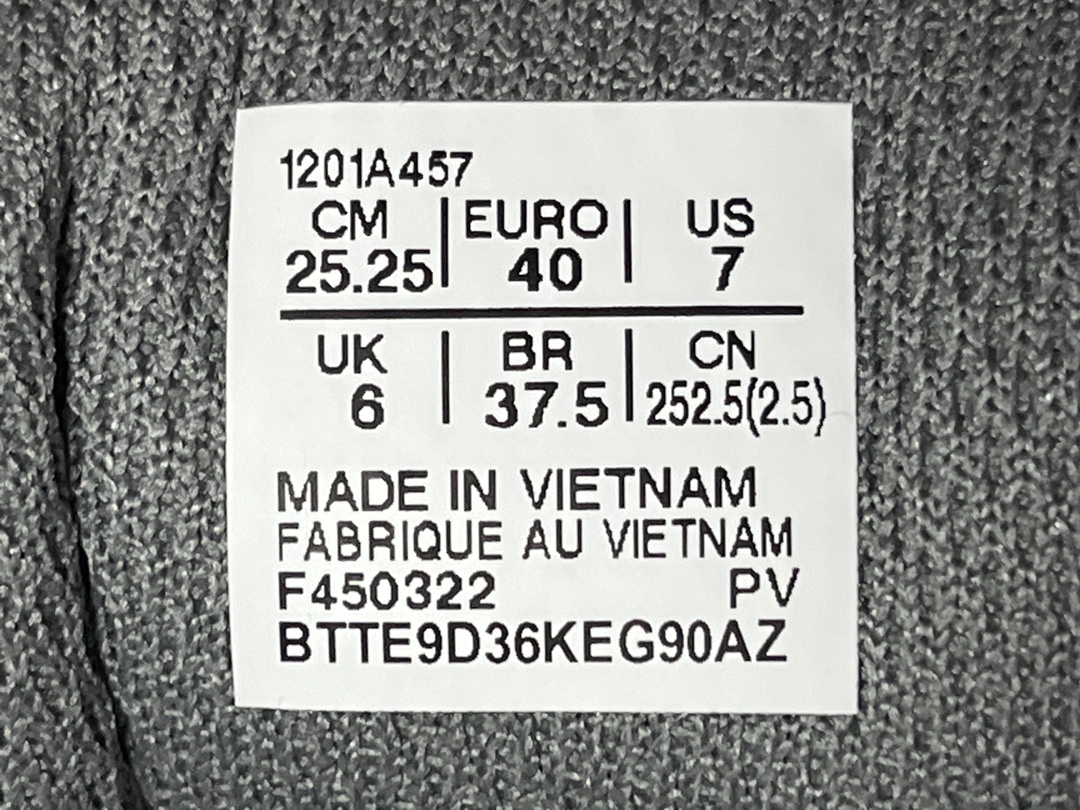 1201A457
CM | EURO | US
25.25 | 40 | 7
UK | BR | CN
6 | 37.5 | 252.5(2.5)
MADE IN VIETNAM
FABRIQUE AU VIETNAM
F450322 PV
BTTE9D36KEG90AZ